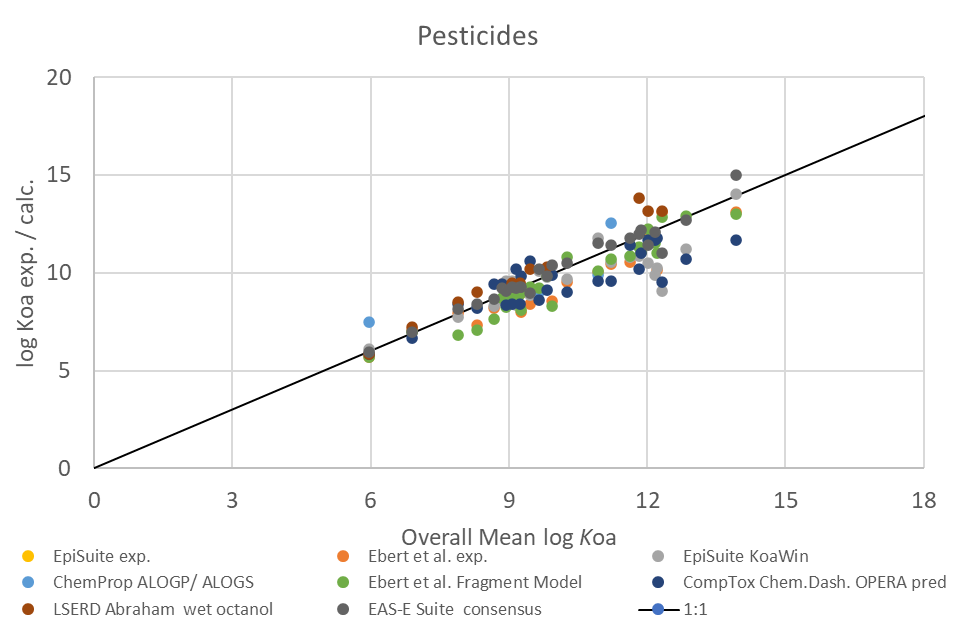 Pesticides
20
15
10
5
0
log Koa exp. / calc.
0 3 6 9 12 15 18
Overall Mean log Koa
EpiSuite exp. Ebert et al. exp. EpiSuite KoaWin
ChemProp ALOGP/ ALOGS Ebert et al. Fragment Model CompTox Chem.Dash. OPERA pred
LSERD Abraham wet octanol EAS-E Suite consensus 1:1